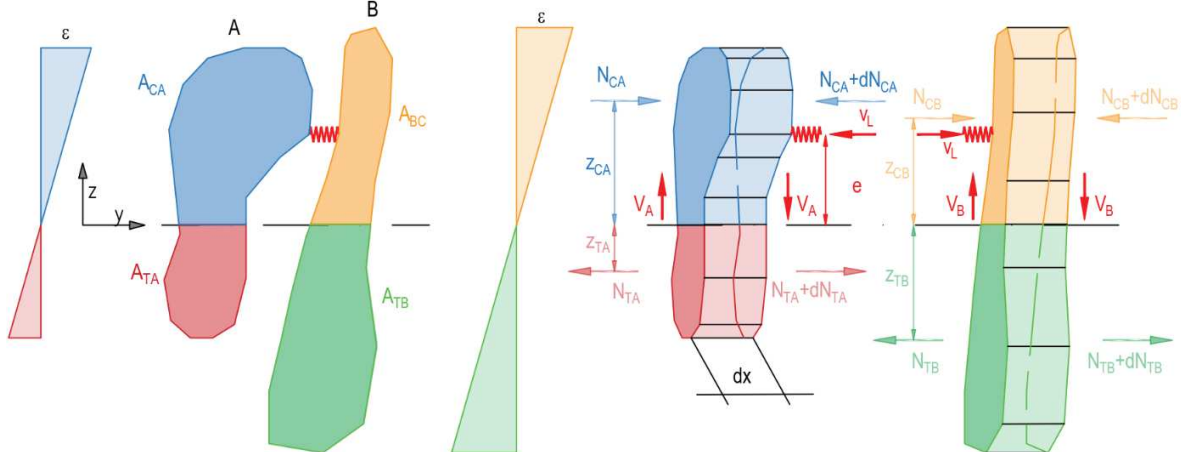 ε
A
B
A_CA
A_BC
z
y
A_TA
A_TB
ε
N_CA
N_CA+dN_CA
v_L
z_CA
e
V_A
V_A
z_TA
N_TA
N_TA+dN_TA
dx
N_CB
N_CB+dN_CB
v_L
z_CB
V_B
V_B
z_TB
N_TB
N_TB+dN_TB